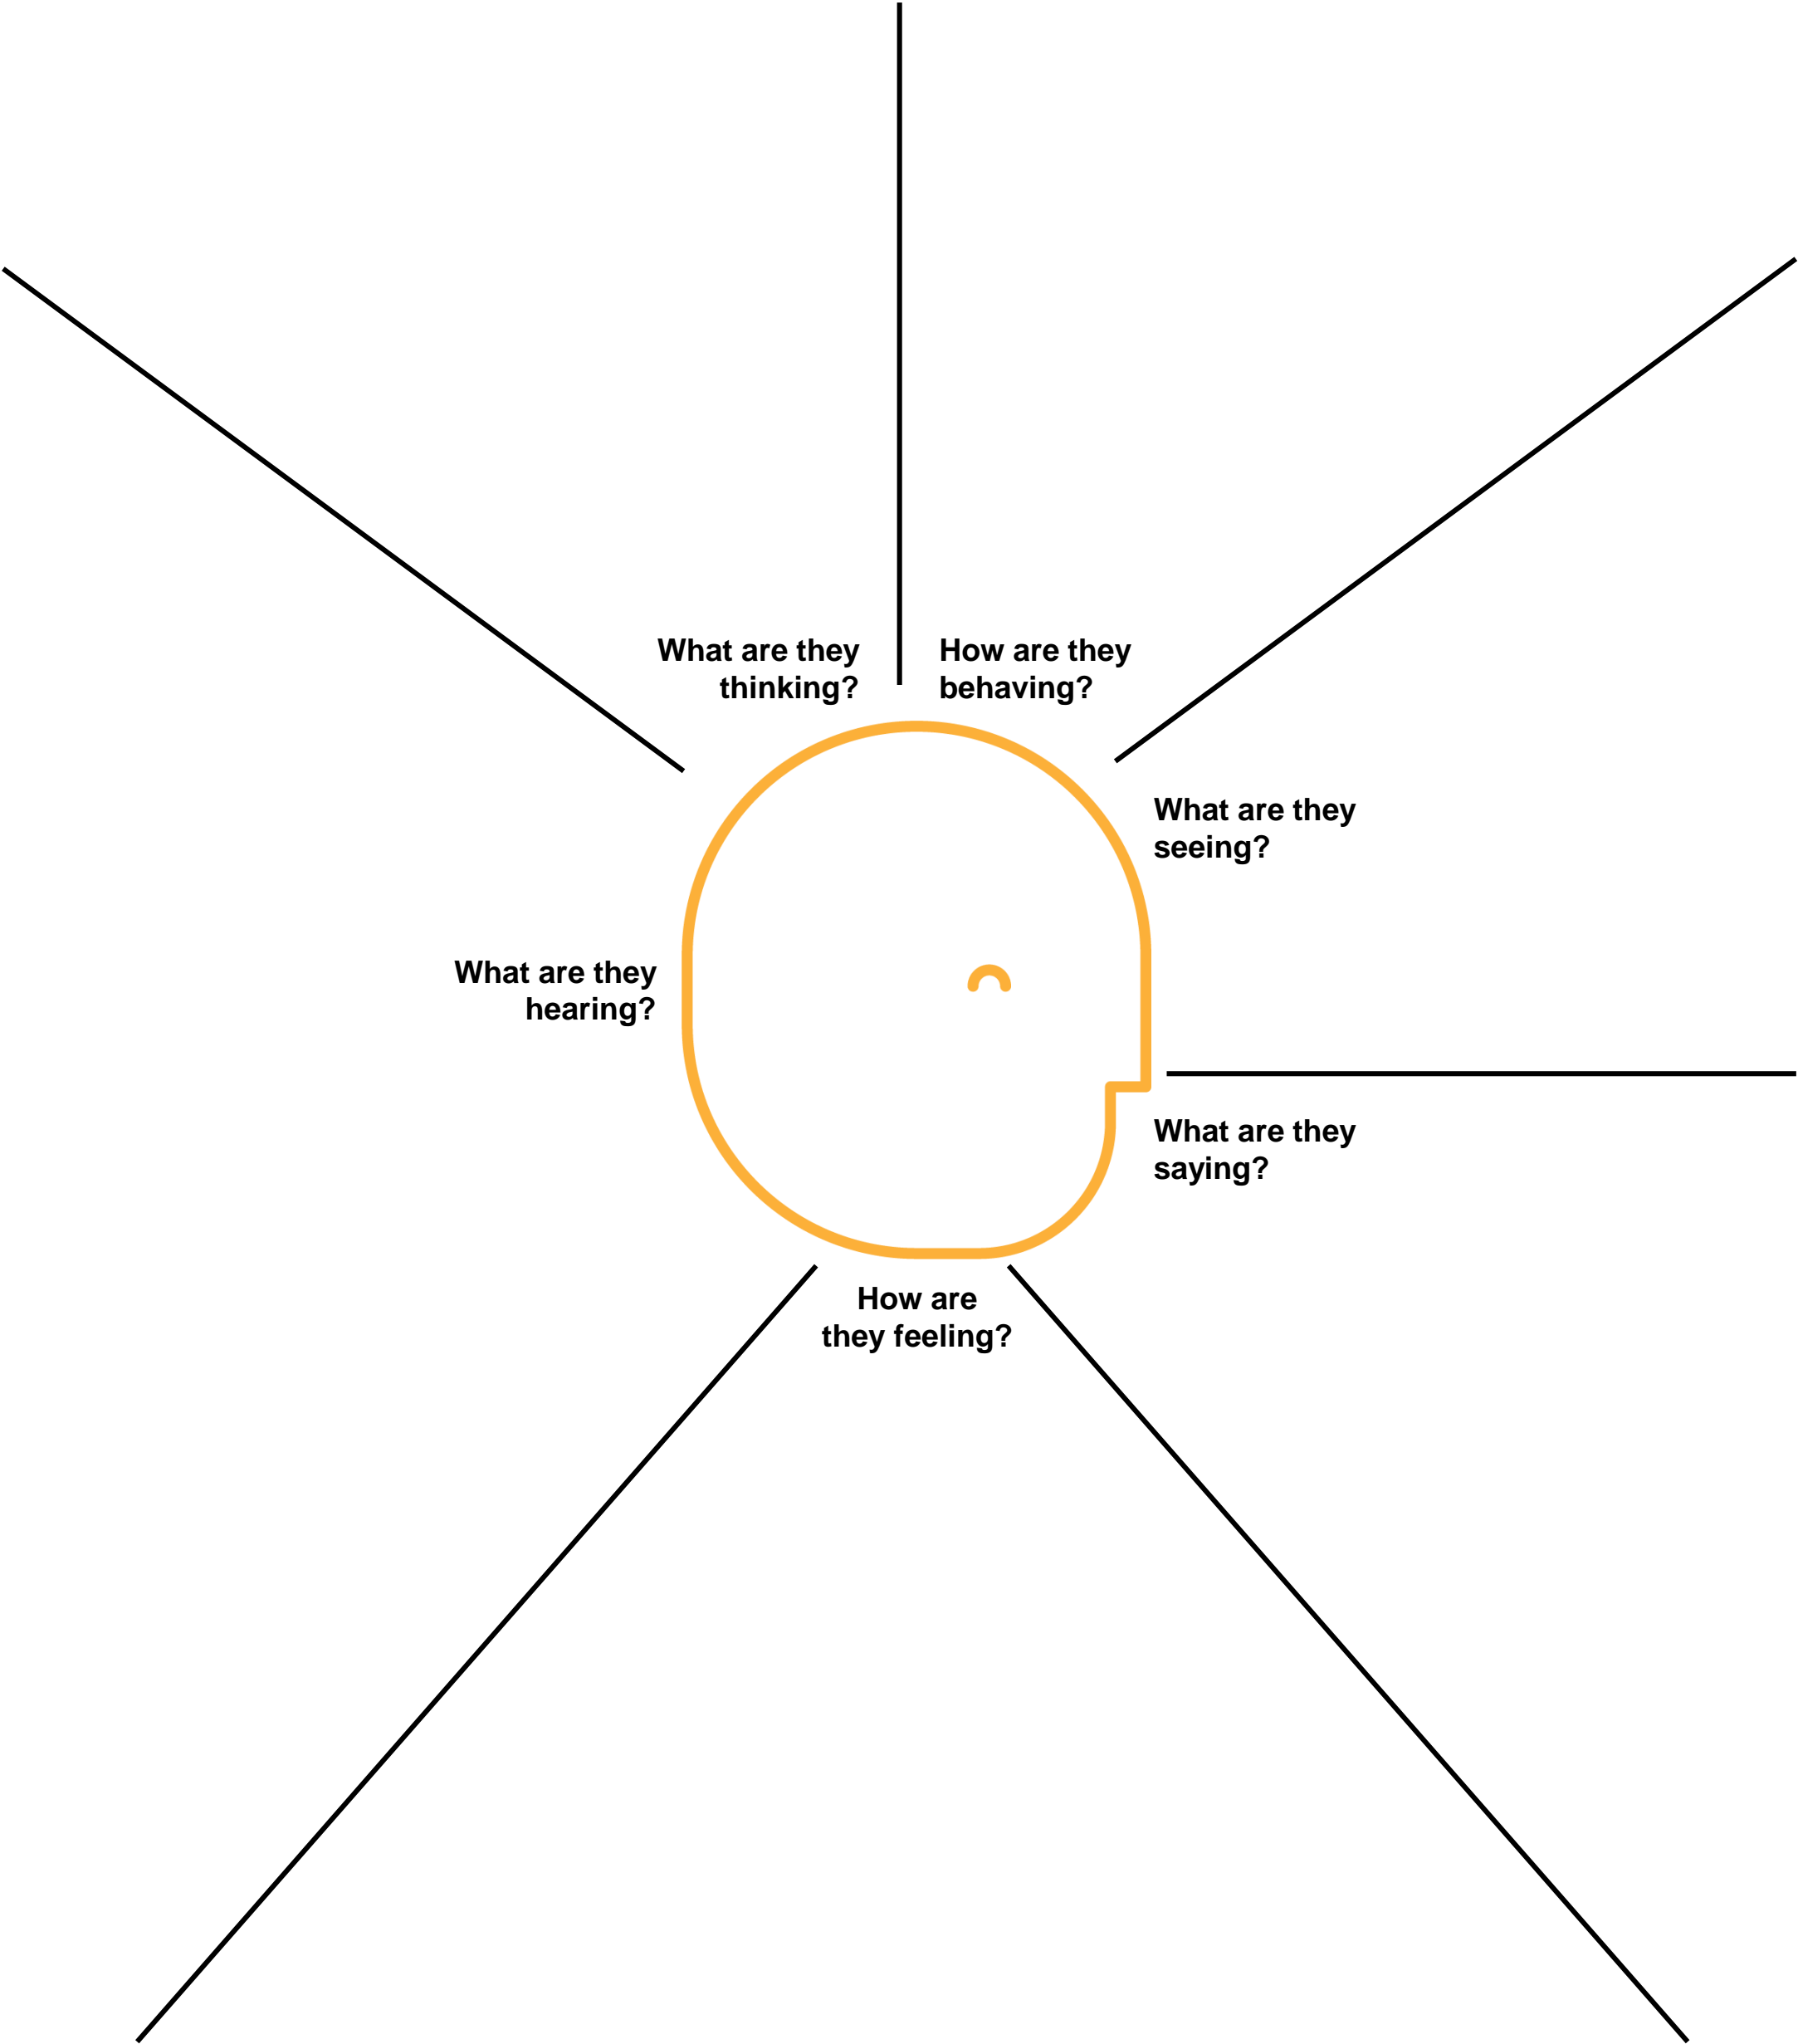 What are they
thinking?
How are they
behaving?
What are they
seeing?
What are they
hearing?
What are they
saying?
How are
they feeling?